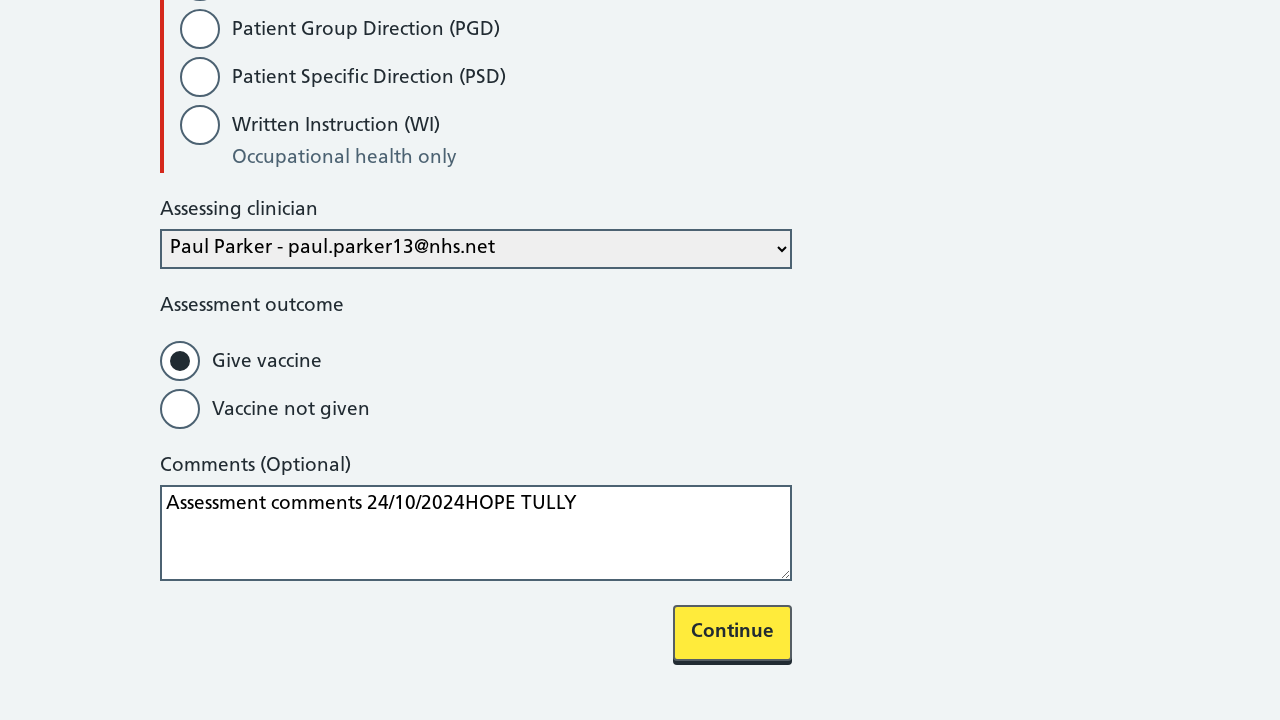 Patient Group Direction (PGD)
Patient Specific Direction (PSD)
Written Instruction (WI)
Occupational health only
Assessing clinician
Paul Parker - paul.parker13@nhs.net
Assessment outcome
Give vaccine
Vaccine not given
Comments (Optional)
Assessment comments 24/10/2024HOPE TULLY
Continue